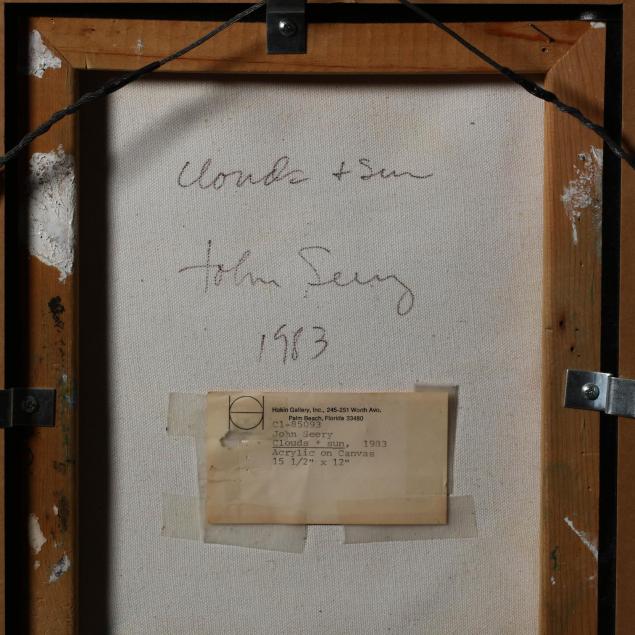 Clouds + Sun
John Seery
1983
Hokin Gallery, Inc., 245-251 Worth Ave.
Palm Beach, Florida 33480
C1-85093
John Seery
Clouds + sun, 1983
Acrylic on Canvas
15 1/2" x 12"